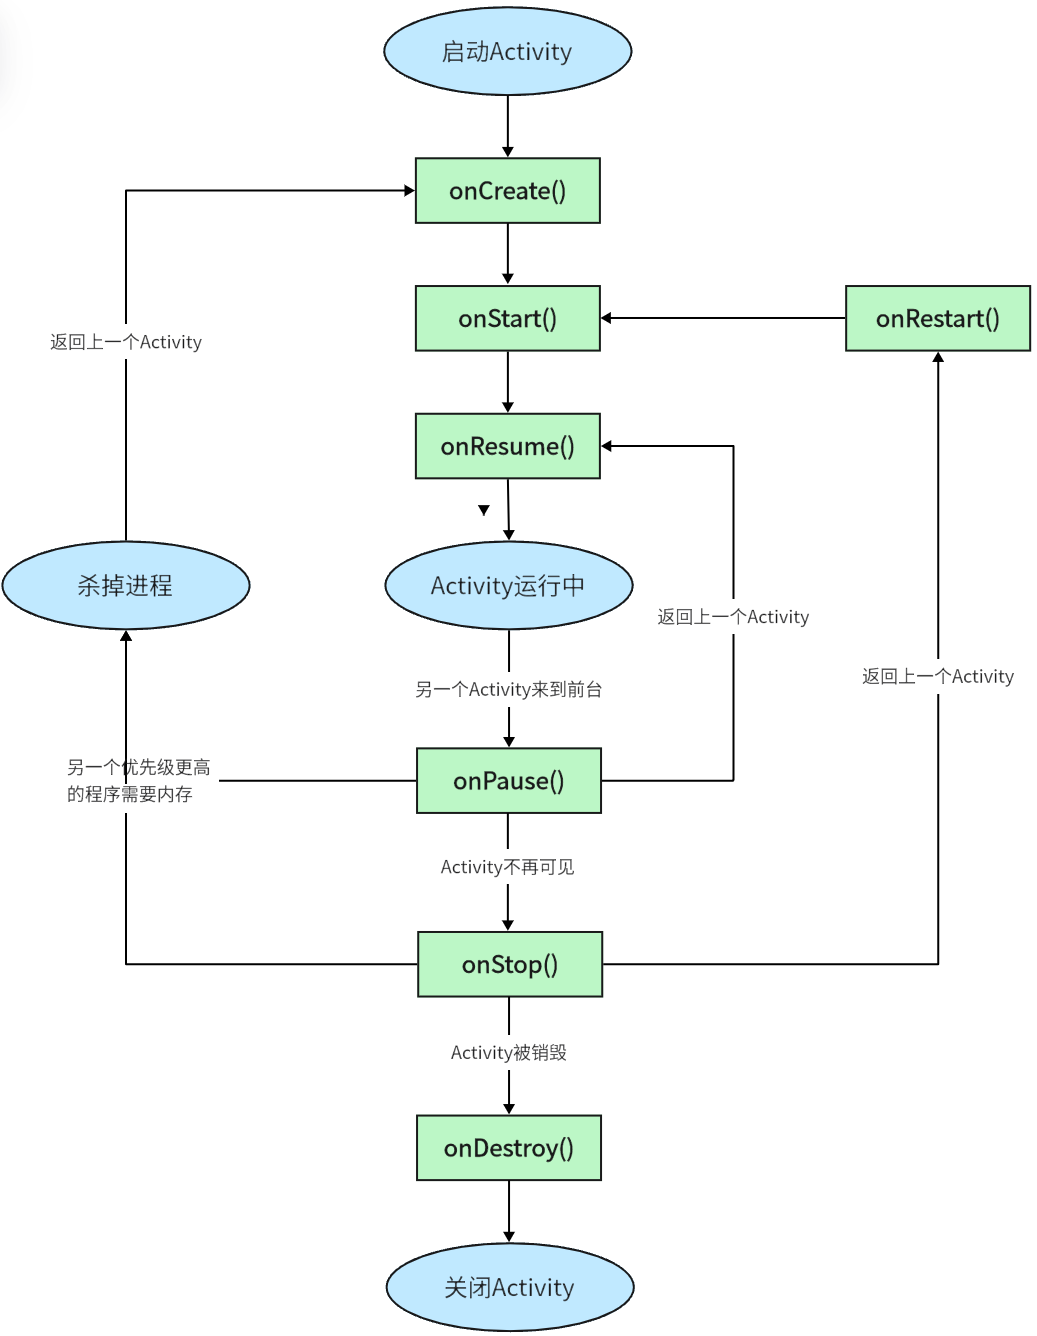 启动Activity
onCreate()
onStart()
onRestart()
返回上一个Activity
onResume()
杀掉进程
Activity运行中
返回上一个Activity
返回上一个Activity
另一个Activity来到前台
另一个优先级更高
的程序需要内存
onPause()
Activity不再可见
onStop()
Activity被销毁
onDestroy()
关闭Activity